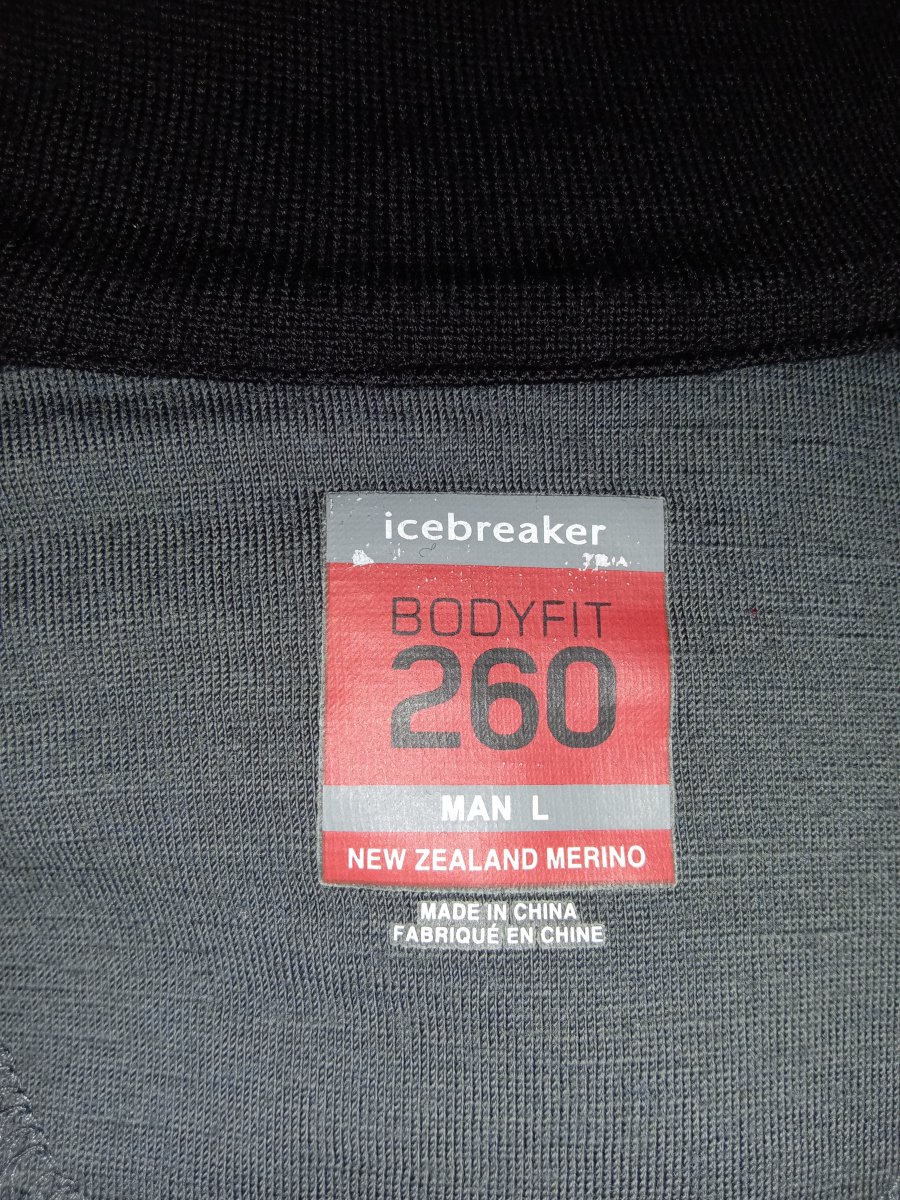 icebreaker
BODYFIT
260
MAN L
NEW ZEALAND MERINO
MADE IN CHINA
FABRIQUÉ EN CHINE